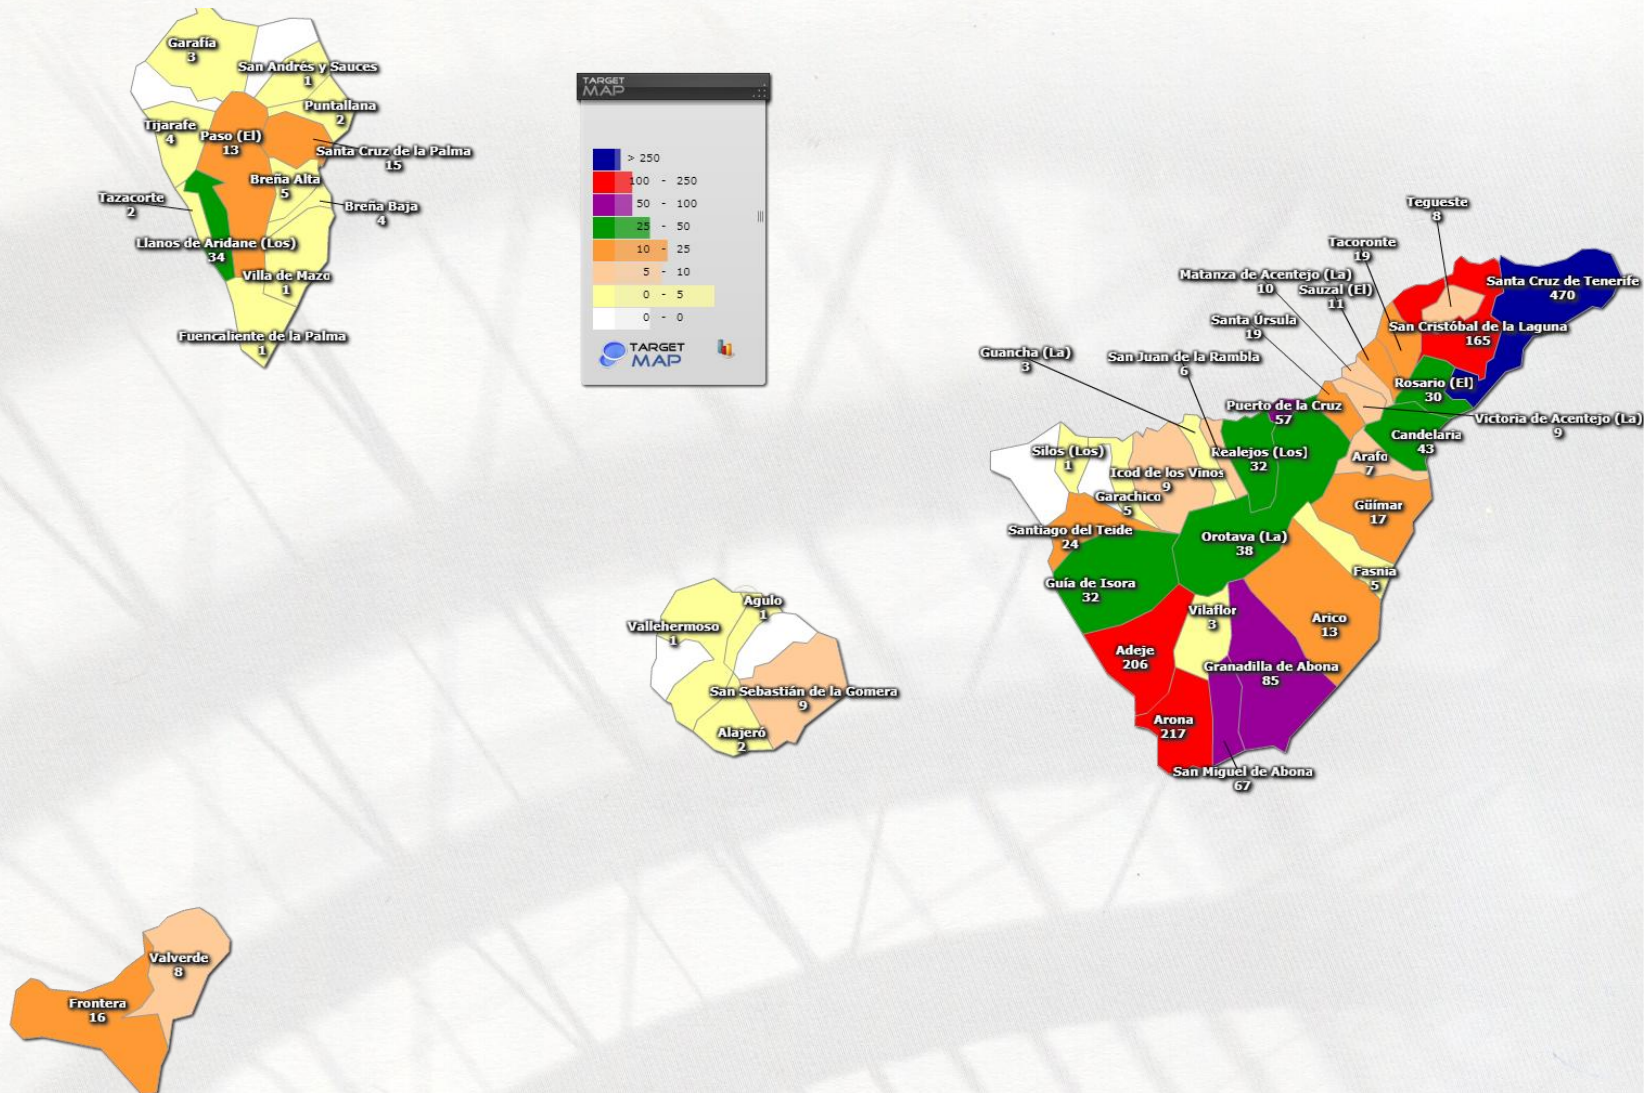 Garafía
3
San Andrés y Sauces
1
Puntallana
2
Tijarafe
4
Paso (El)
13
Santa Cruz de la Palma
15
Breña Alta
5
Tazacorte
2
Breña Baja
4
Llanos de Aridane (Los)
34
Villa de Mazo
1
Fuencaliente de la Palma
1
TARGET
MAP
> 250
100 - 250
50 - 100
25 - 50
10 - 25
5 - 10
0 - 5
0 - 0
TARGET
MAP
Tegueste
8
Tacoronte
19
Matanza de Acentejo (La)
10
Sauzal (El)
11
Santa Cruz de Tenerife
470
Santa Úrsula
19
San Cristóbal de la Laguna
165
Guancha (La)
3
San Juan de la Rambla
6
Rosario (El)
30
Puerto de la Cruz
57
Victoria de Acentejo (La)
9
Candelaria
43
Silos (Los)
1
Realejos (Los)
32
Arafo
7
Icod de los Vinos
9
Garachico
5
Güímar
17
Santiago del Teide
24
Orotava (La)
38
Fasnia
5
Guía de Isora
32
Vilaflor
3
Arico
13
Adeje
206
Granadilla de Abona
85
Arona
217
San Miguel de Abona
67
Agulo
1
Vallehermoso
1
San Sebastián de la Gomera
9
Alajeró
2
Valverde
8
Frontera
16